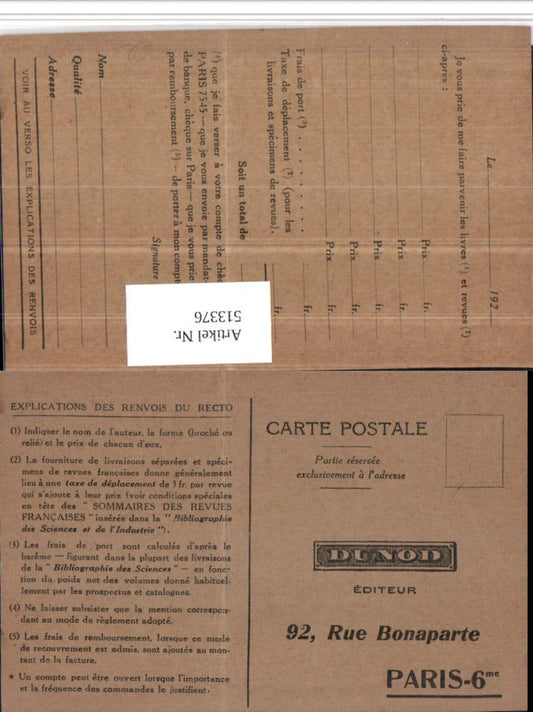 Le 192
Je vous prie de me faire parvenir les livres (¹) et revues (²)
ci-après :
Prix fr.
Prix fr.
Prix fr.
Prix fr.
Prix fr.
Frais de port (³) . . . . . . . . . fr.
Taxe de déplacement (²) (pour les
livraisons et spécimens de revues). fr.
Soit un total de
(⁴) que je fais verser à votre compte de
PARIS 7545 — que je vous envoie par mandat
de banque, chèque sur Paris — que je vous prie
par remboursement (⁵) — de porter à mon
Signature
Nom
Qualité
Adresse
VOIR AU VERSO LES EXPLICATIONS DES RENVOIS
Artikel Nr.
513376
EXPLICATIONS DES RENVOIS DU RECTO
(1) Indiquer le nom de l'auteur, la forme (broché ou
relié) et le prix de chacun d'eux.
(2) La fourniture de livraisons séparées et spéci-
mens de revues françaises donne généralement
lieu à une taxe de déplacement de 3 fr. par revue
qui s'ajoute à leur prix (voir conditions spéciales
en tête des " SOMMAIRES DES REVUES
FRANÇAISES " insérés dans la " Bibliographie
des Sciences et de l'Industrie ").
(3) Les frais de port sont calculés d'après le
barème — figurant dans la plupart des livraisons
de la " Bibliographie des Sciences " — en fonc-
tion du poids net des volumes donné habituel-
lement par les prospectus et catalogues.
(4) Ne laisser subsister que la mention correspon-
dant au mode de règlement adopté.
(5) Les frais de remboursement, lorsque ce mode
de recouvrement est admis, sont ajoutés au mon-
tant de la facture.
★ Un compte peut être ouvert lorsque l'importance
et la fréquence des commandes le justifient.
CARTE POSTALE
Partie réservée
exclusivement à l'adresse
DUNOD
ÉDITEUR
92, Rue Bonaparte
PARIS-6me